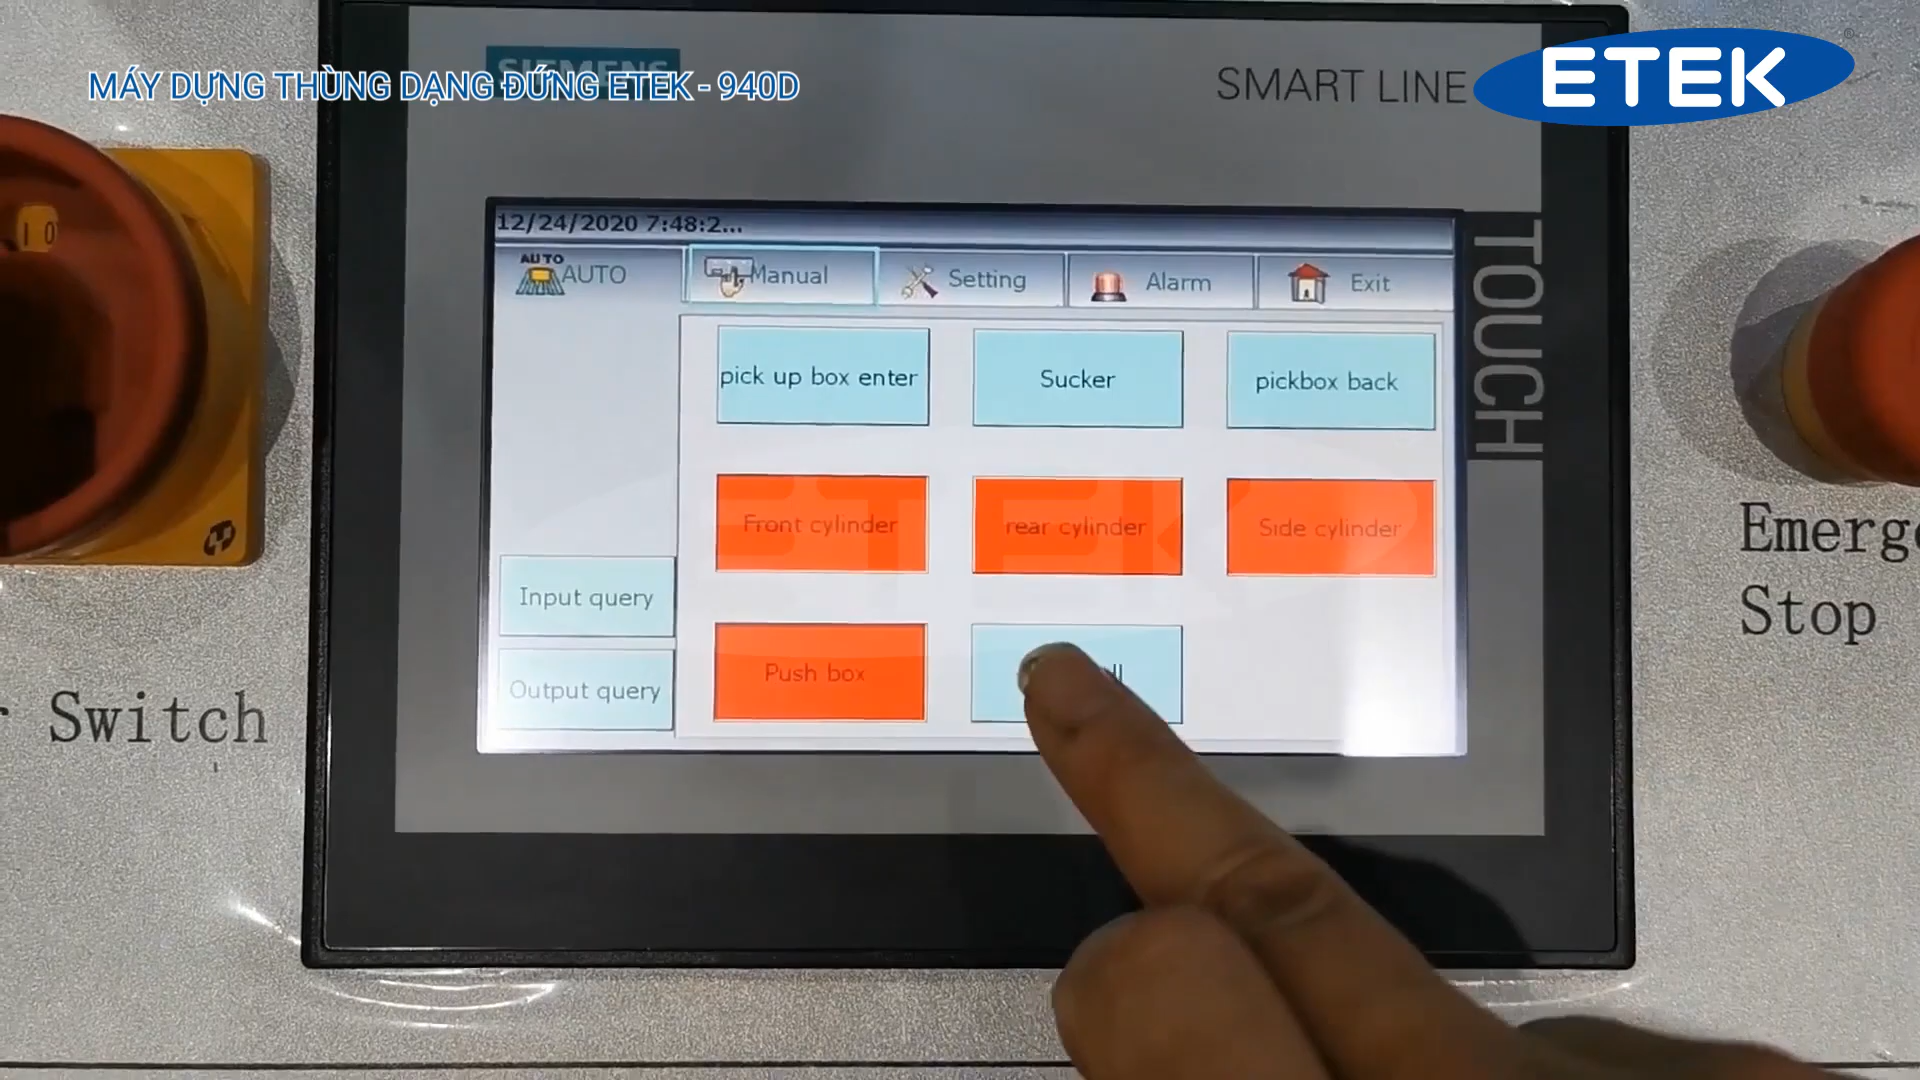 SIEMENS
MÁY DỰNG THÙNG DẠNG ĐỨNG ETEK - 940D
SMART LINE
ETEK
TOUCH
12/24/2020 7:48:2...
AUTO
AUTO
Manual
Setting
Alarm
Exit
pick up box enter
Sucker
pickbox back
Front cylinder
rear cylinder
Side cylinder
ETEK
Input query
Push box
Output query
Switch
Stop